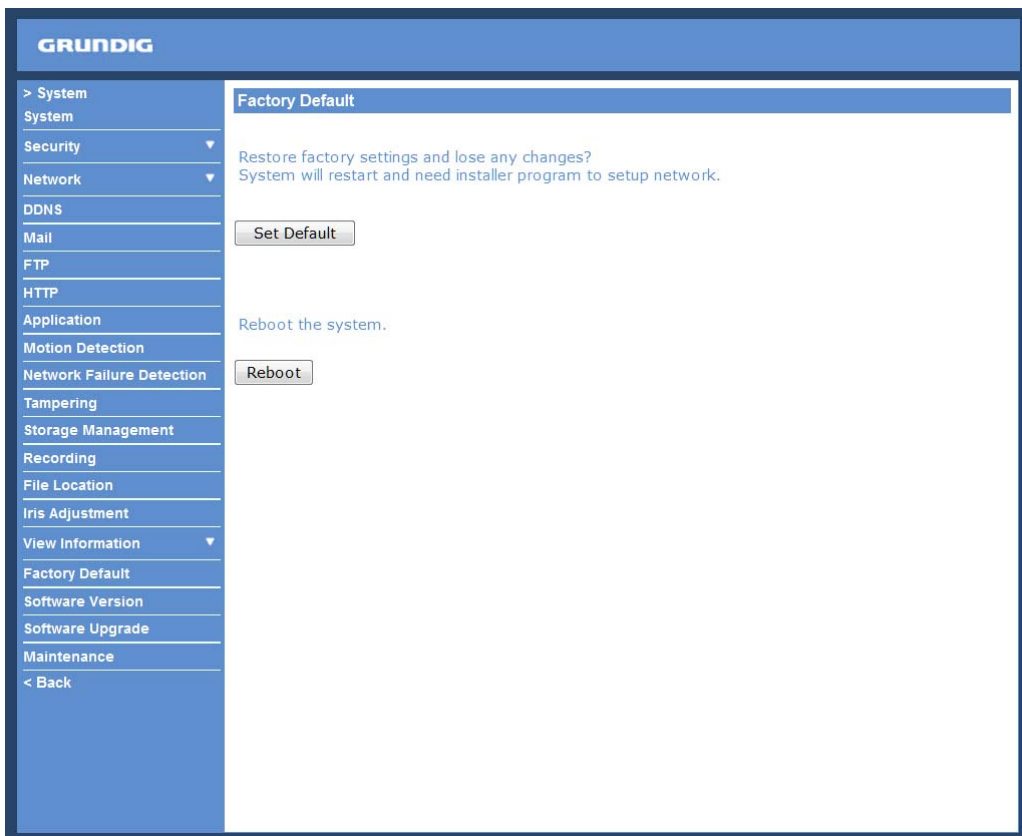 GRUNDIG
> System
System
Security
Network
DDNS
Mail
FTP
HTTP
Application
Motion Detection
Network Failure Detection
Tampering
Storage Management
Recording
File Location
Iris Adjustment
View Information
Factory Default
Software Version
Software Upgrade
Maintenance
< Back
Factory Default
Restore factory settings and lose any changes?
System will restart and need installer program to setup network.
Set Default
Reboot the system.
Reboot